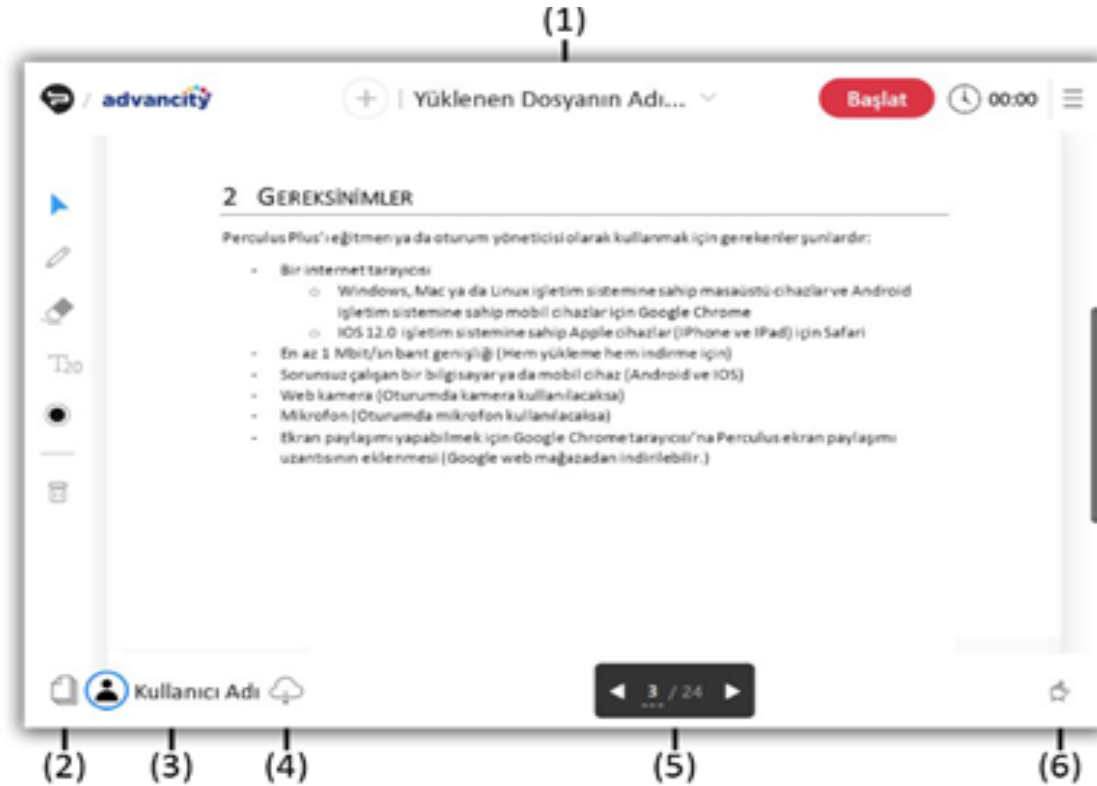 (1)
advancity
+ | Yüklenen Dosyanın Adı...
Başlat
00:00
2 GEREKSİNİMLER
Perculus Plus'ı eğitmen ya da oturum yöneticisi olarak kullanmak için gerekenler şunlardır:
- Bir internet tarayıcısı
o Windows, Mac ya da Linux işletim sistemine sahip masaüstü cihazlar ve Android
işletim sistemine sahip mobil cihazlar için Google Chrome
o IOS 12.0 işletim sistemine sahip Apple cihazlar (IPhone ve IPad) için Safari
- En az 1 Mbit/sn bant genişliği (Hem yükleme hem indirme için)
- Sorunsuz çalışan bir bilgisayar ya da mobil cihaz (Android ve IOS)
- Web kamera (Oturumda kamera kullanılacaksa)
- Mikrofon (Oturumda mikrofon kullanılacaksa)
- Ekran paylaşımı yapabilmek için Google Chrome tarayıcısı'na Perculus ekran paylaşımı
uzantısının eklenmesi (Google web mağazadan indirilebilir.)
T20
Kullanıcı Adı
3 / 24
(2) (3) (4) (5) (6)